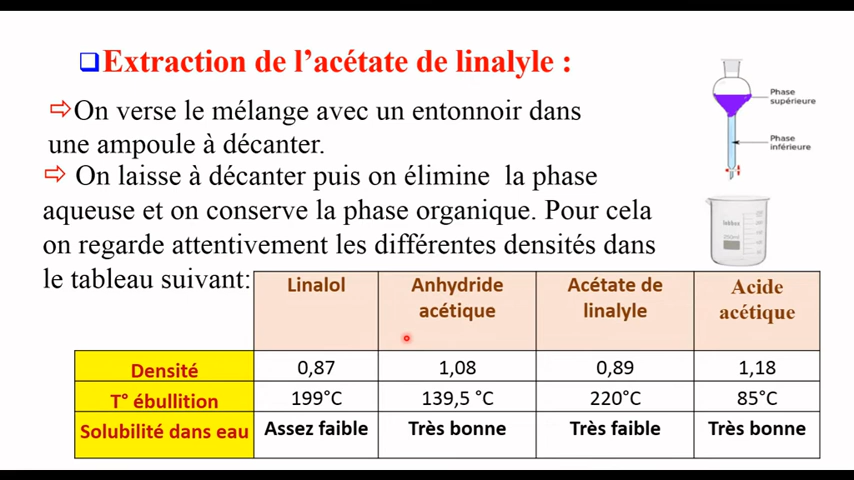 Extraction de l’acétate de linalyle :
⇨On verse le mélange avec un entonnoir dans
une ampoule à décanter.
⇨ On laisse à décanter puis on élimine la phase
aqueuse et on conserve la phase organique. Pour cela
on regarde attentivement les différentes densités dans
le tableau suivant:
Phase
supérieure
Phase
inférieure
Linalol Anhydride Acétate de Acide
acétique linalyle acétique
Densité 0,87 1,08 0,89 1,18
T° ébullition 199°C 139,5 °C 220°C 85°C
Solubilité dans eau Assez faible Très bonne Très faible Très bonne